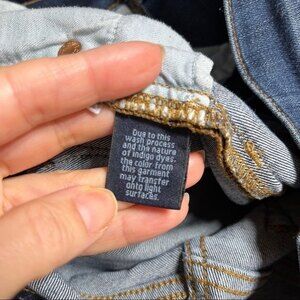 Due to this
wash process
and the nature
of indigo dyes,
the color from
this garment
may transfer
onto light
surfaces.